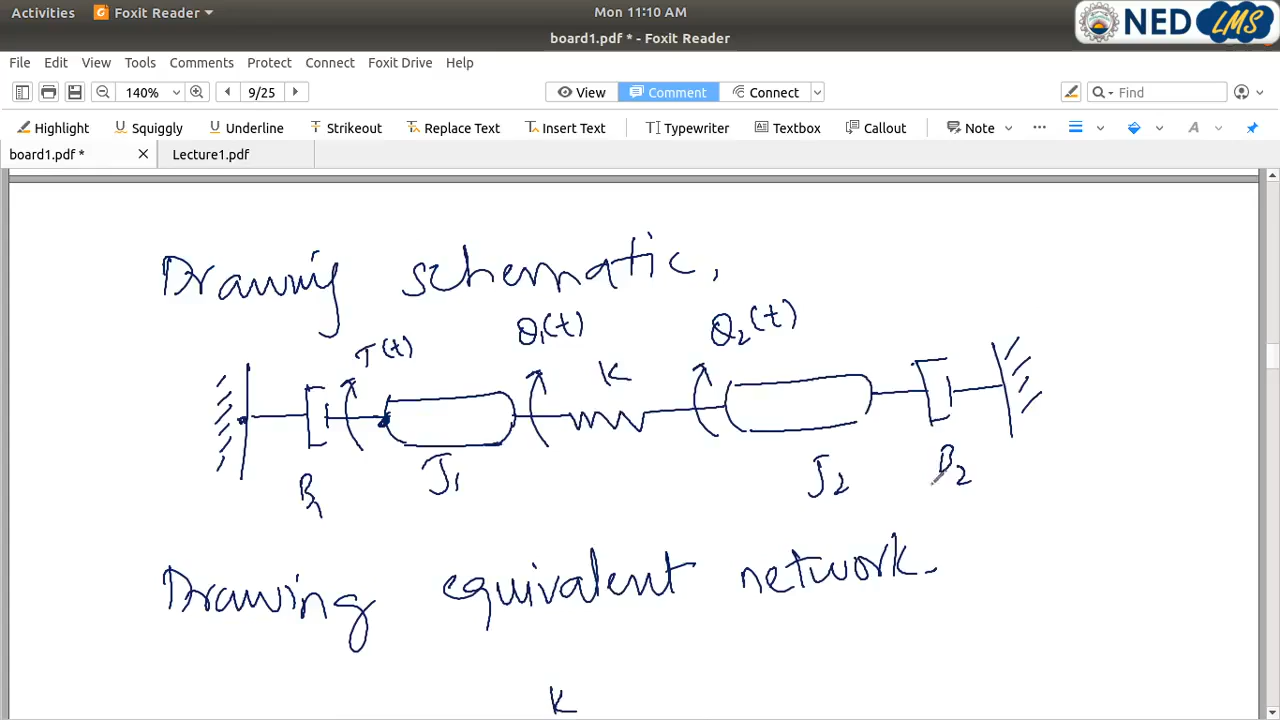 Activities Foxit Reader Mon 11:10 AM
NED LMS
board1.pdf * - Foxit Reader
File Edit View Tools Comments Protect Connect Foxit Drive Help
140% 9/25 View Comment Connect Find
Highlight Squiggly Underline Strikeout Replace Text Insert Text Typewriter Textbox Callout Note
board1.pdf * Lecture1.pdf
Drawing schematic.
T(t) θ1(t) K θ2(t)
B1 J1 J2 B2
Drawing equivalent network.
K